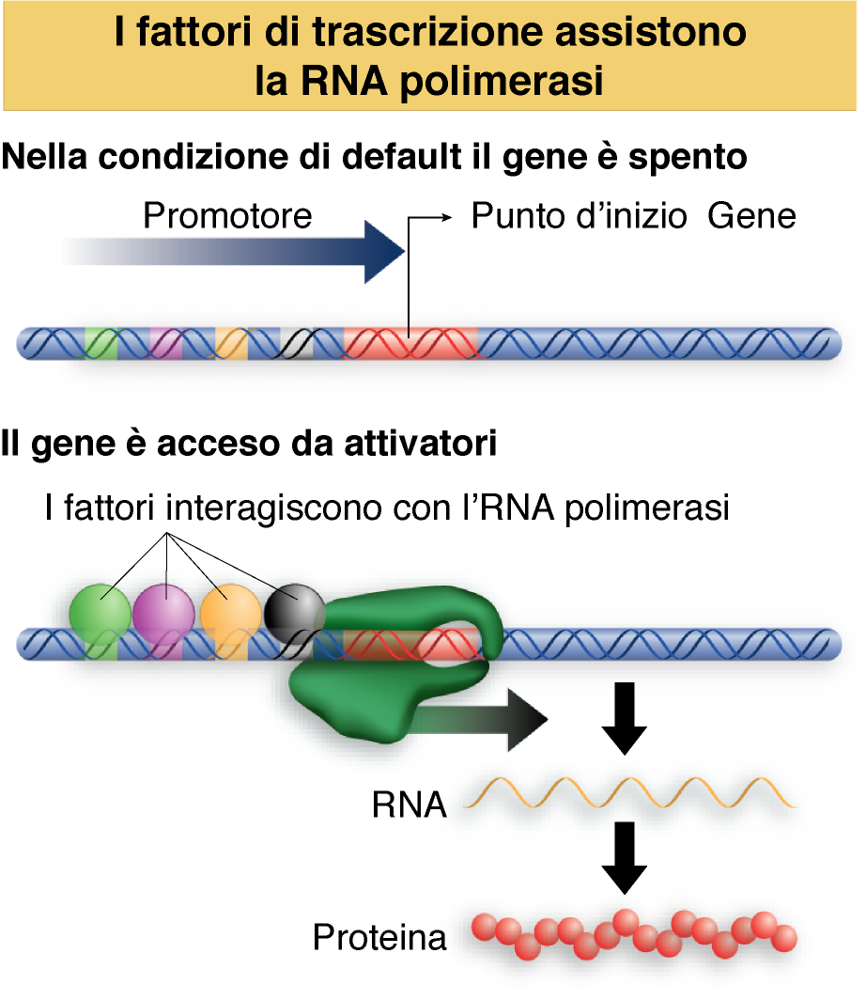 I fattori di trascrizione assistono
la RNA polimerasi
Nella condizione di default il gene è spento
Promotore
Punto d'inizio Gene
Il gene è acceso da attivatori
I fattori interagiscono con l'RNA polimerasi
RNA
Proteina